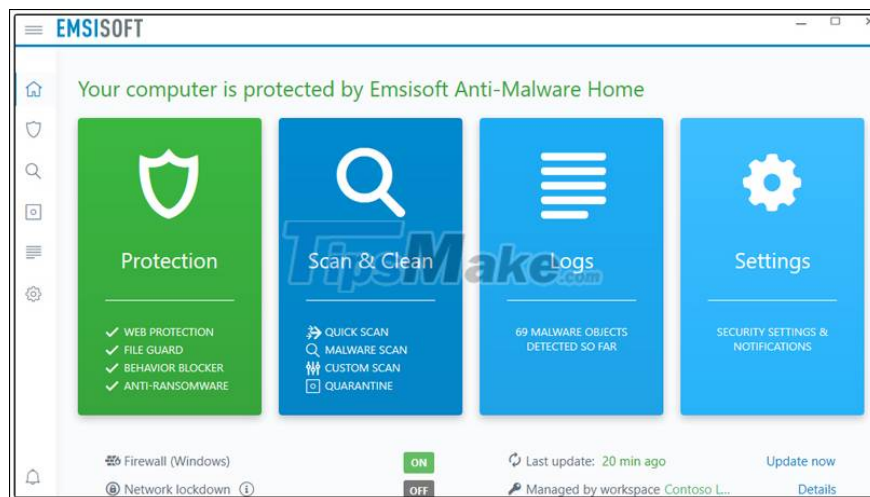 EMSISOFT
Your computer is protected by Emsisoft Anti-Malware Home
Protection
WEB PROTECTION
FILE GUARD
BEHAVIOR BLOCKER
ANTI-RANSOMWARE
Scan & Clean
QUICK SCAN
MALWARE SCAN
CUSTOM SCAN
QUARANTINE
Logs
69 MALWARE OBJECTS
DETECTED SO FAR
Settings
SECURITY SETTINGS &
NOTIFICATIONS
TipsMake.com
Firewall (Windows) ON
Last update: 20 min ago Update now
Network lockdown OFF
Managed by workspace Contoso L... Details